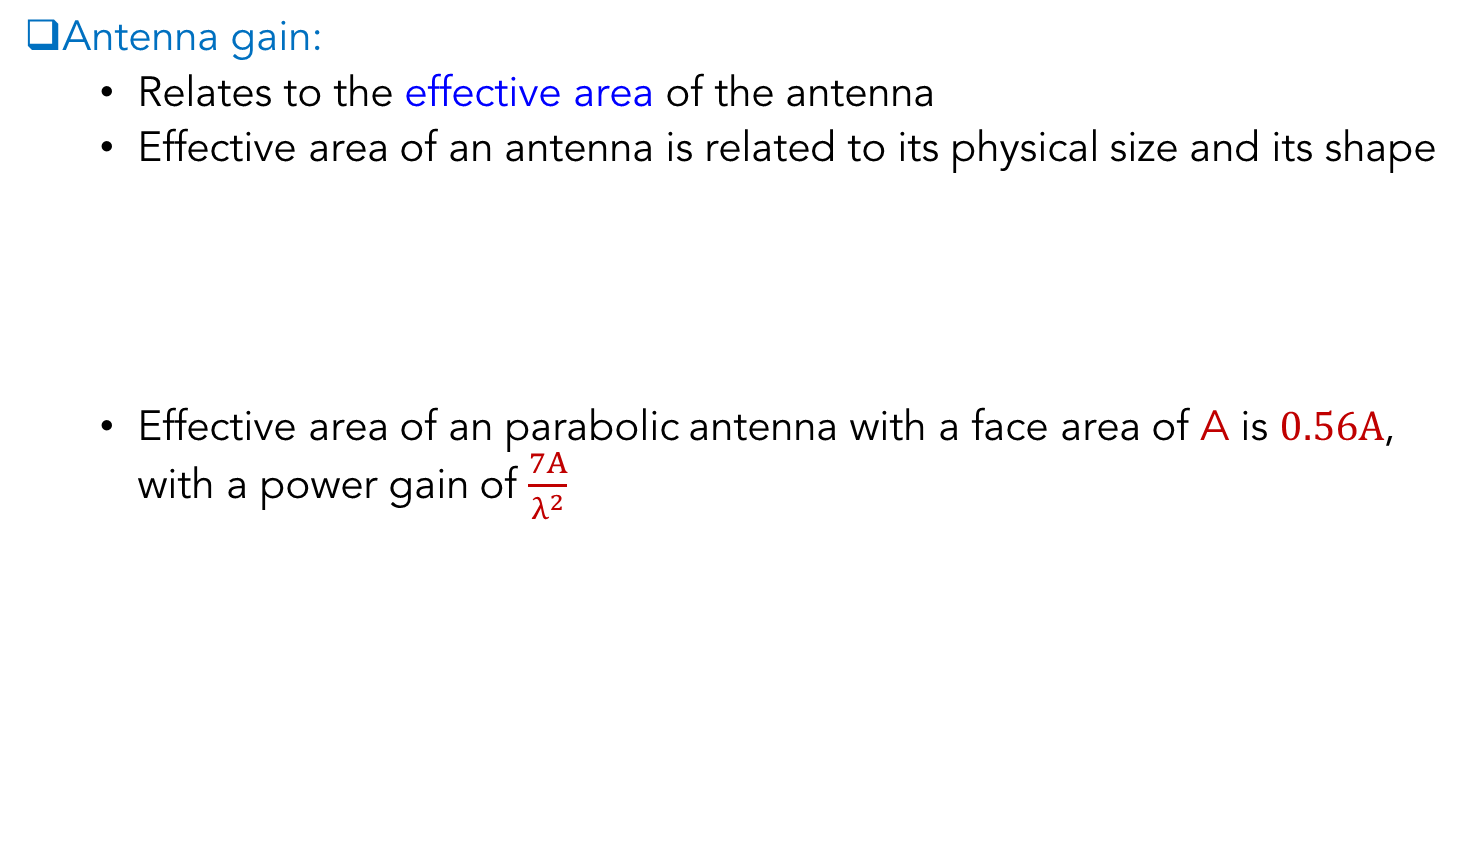 ❑Antenna gain:
• Relates to the effective area of the antenna
• Effective area of an antenna is related to its physical size and its shape
• Effective area of an parabolic antenna with a face area of A is 0.56A,
with a power gain of 7A/λ²